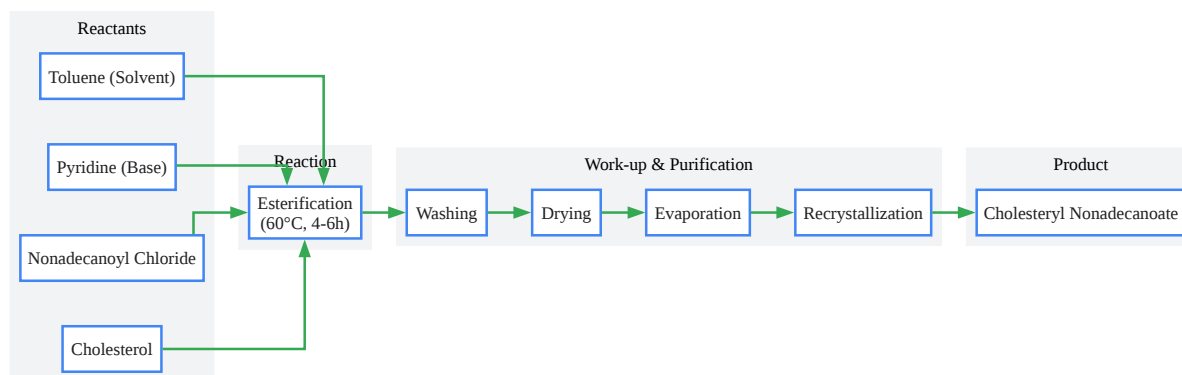 Reactants
Toluene (Solvent)
Pyridine (Base)
Nonadecanoyl Chloride
Cholesterol
Reaction
Esterification
(60°C, 4-6h)
Work-up & Purification
Washing
Drying
Evaporation
Recrystallization
Product
Cholesteryl Nonadecanoate